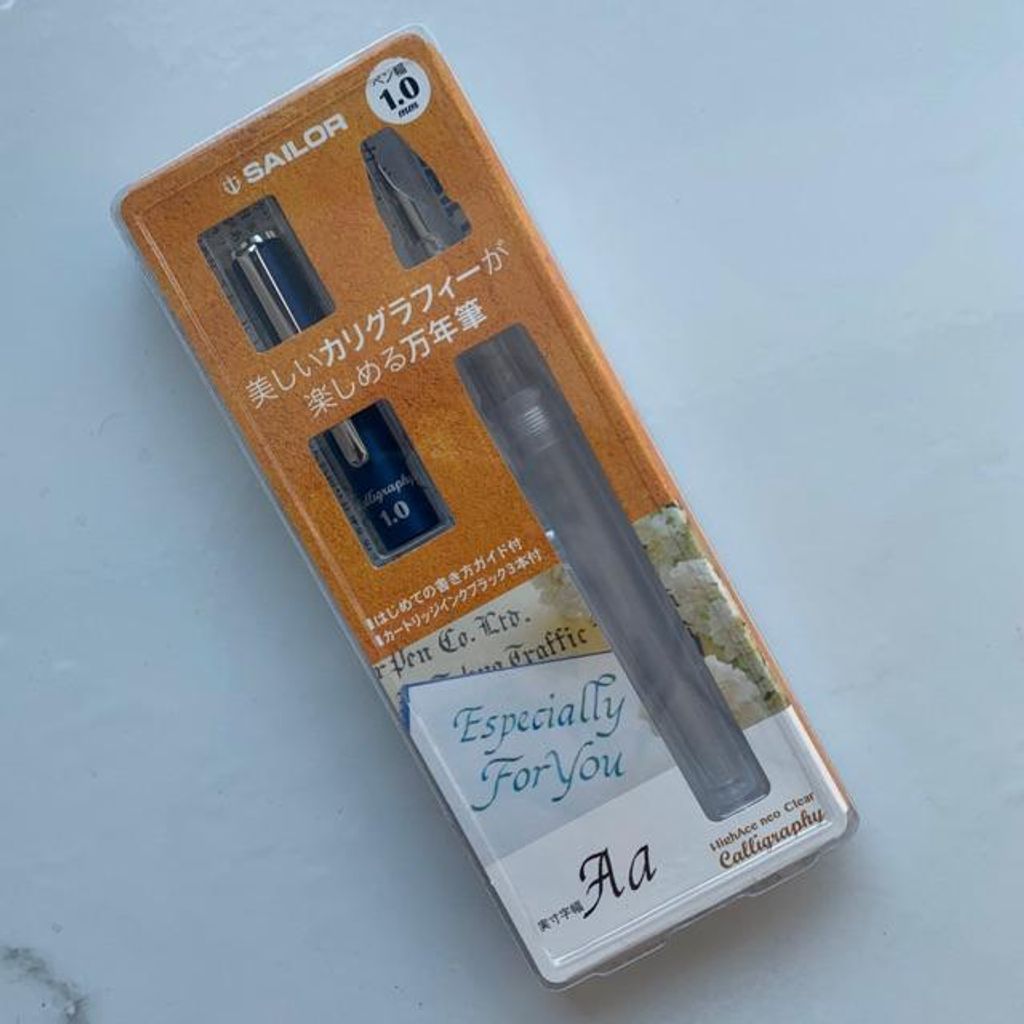 ペン幅
1.0
mm
SAILOR
美しいカリグラフィーが
楽しめる万年筆
Calligraphy
1.0
はじめての書き方ガイド付
カートリッジインクブラック3本付
Pen Co. Ltd.
Traffic
Especially
For You
HighAce neo Clear
Calligraphy
実寸字幅
Aa